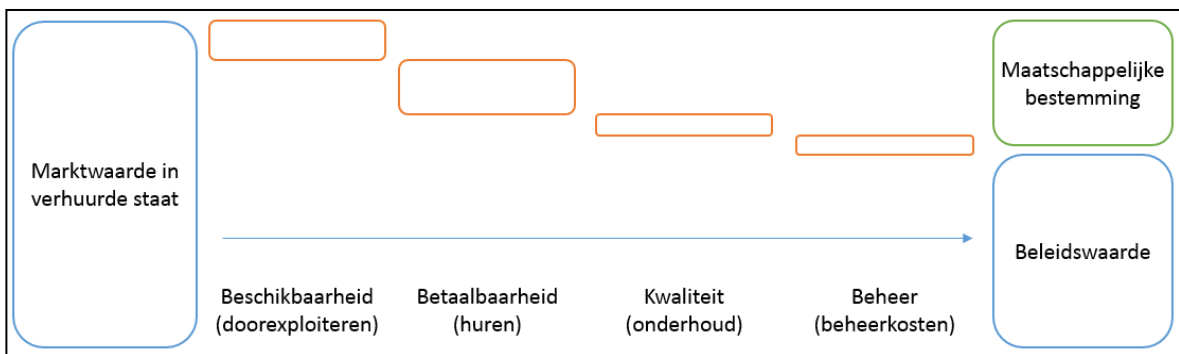 Marktwaarde in
verhuurde staat
Beschikbaarheid
(doorexploiteren)
Betaalbaarheid
(huren)
Kwaliteit
(onderhoud)
Beheer
(beheerkosten)
Maatschappelijke
bestemming
Beleidswaarde